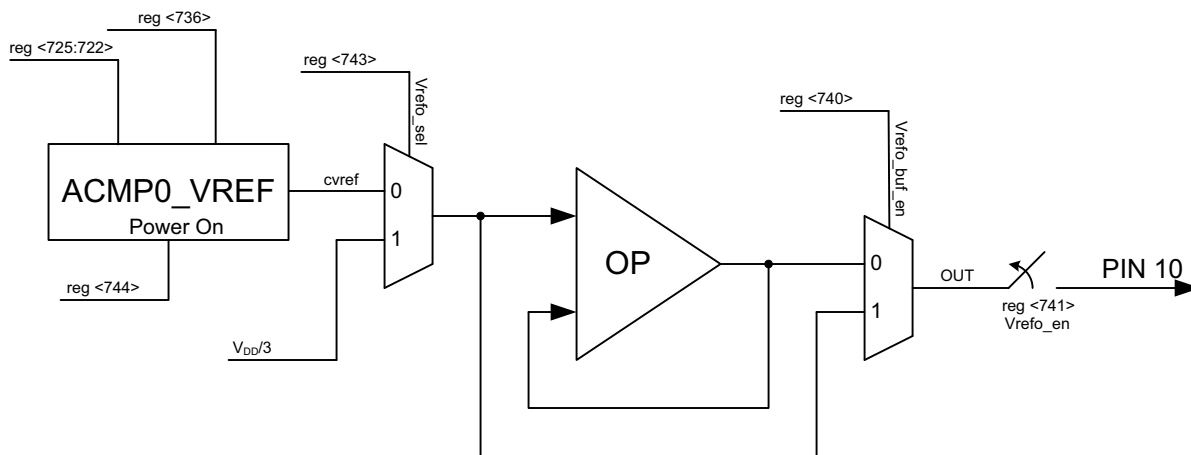 reg <736>
reg <725:722>
reg <743>
Vrefo_sel
reg <740>
Vrefo_buf_en
ACMP0_VREF
Power On
cvref
0
1
OP
0
1
OUT
PIN 10
reg <741>
Vrefo_en
reg <744>
VDD/3